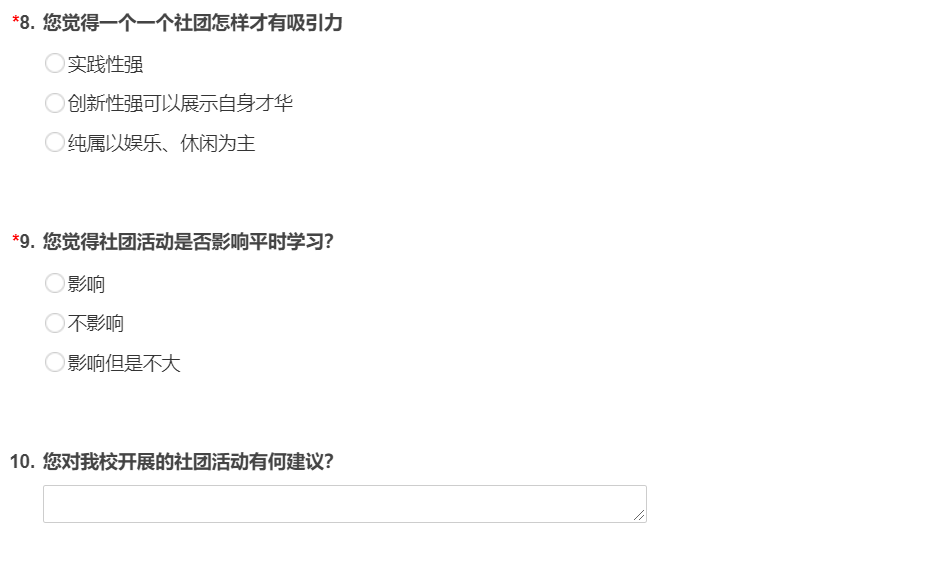 *8. 您觉得一个一个社团怎样才有吸引力
实践性强
创新性强可以展示自身才华
纯属以娱乐、休闲为主
*9. 您觉得社团活动是否影响平时学习?
影响
不影响
影响但是不大
10. 您对我校开展的社团活动有何建议?